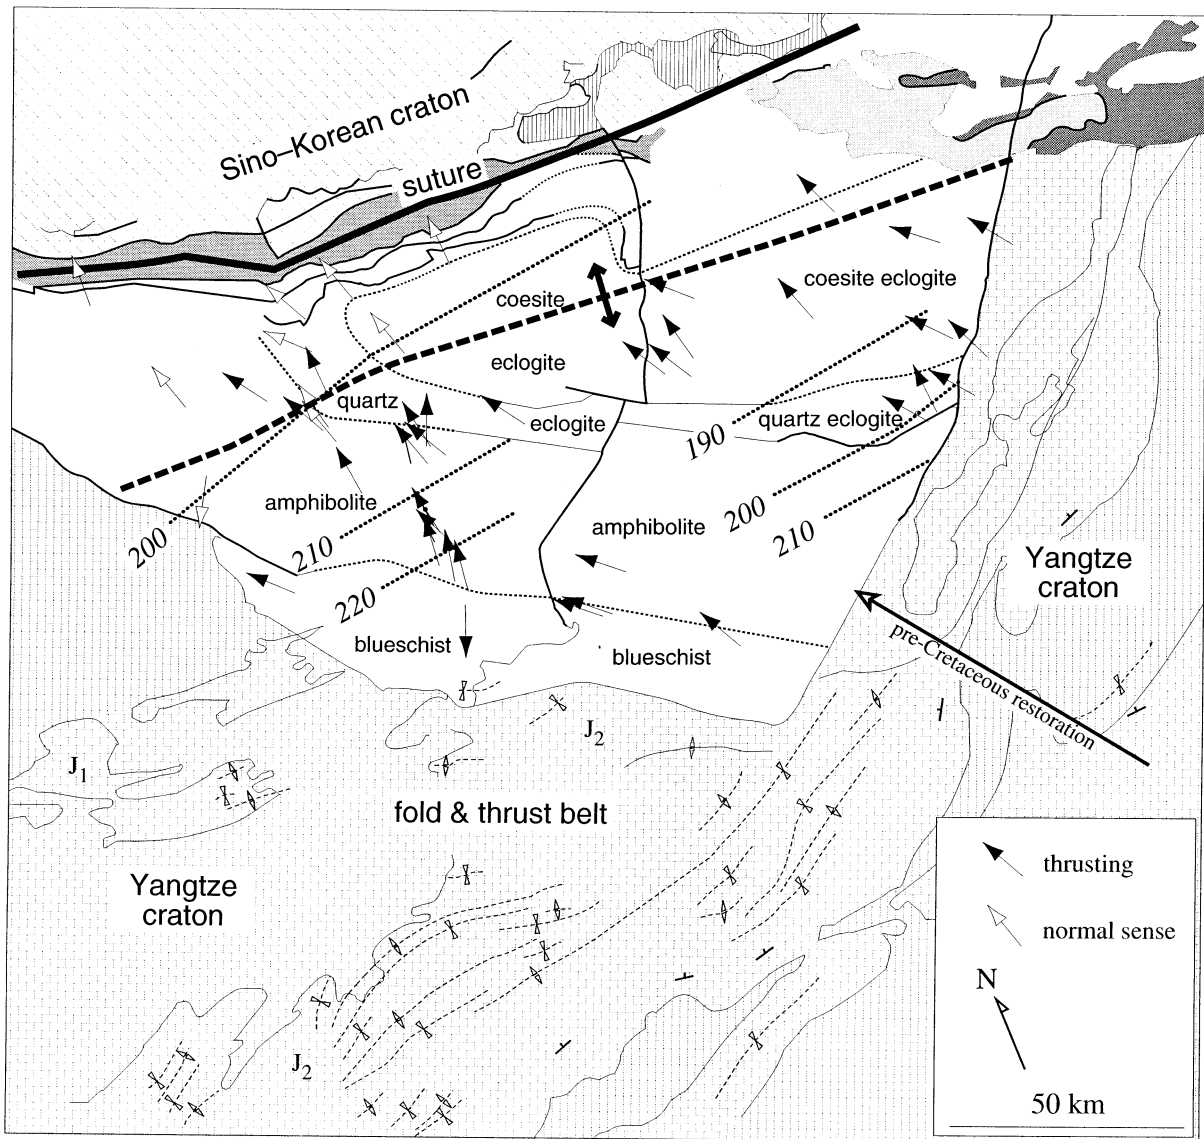 Sino–Korean craton
suture
coesite
coesite eclogite
eclogite
quartz
eclogite
quartz eclogite
190
amphibolite
amphibolite
200
200
210
210
220
Yangtze
craton
blueschist
blueschist
pre-Cretaceous restoration
J2
J1
fold & thrust belt
Yangtze
craton
J2
thrusting
normal sense
N
50 km